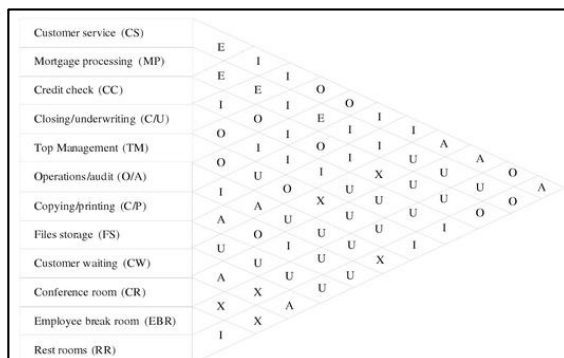 Customer service (CS)
E
Mortgage processing (MP) I
E I
Credit check (CC) E O
I I O
Closing/underwriting (C/U) O E I
O I I I
Top Management (TM) I O I A
O I I U A
Operations/audit (O/A) U I X U O
I O U U U A
Copying/printing (C/P) A X U U O
A U U U O
Files storage (FS) O U U I
U I U I
Customer waiting (CW) U U X
A U U
Conference room (CR) X U
X A
Employee break room (EBR) X
I
Rest rooms (RR)